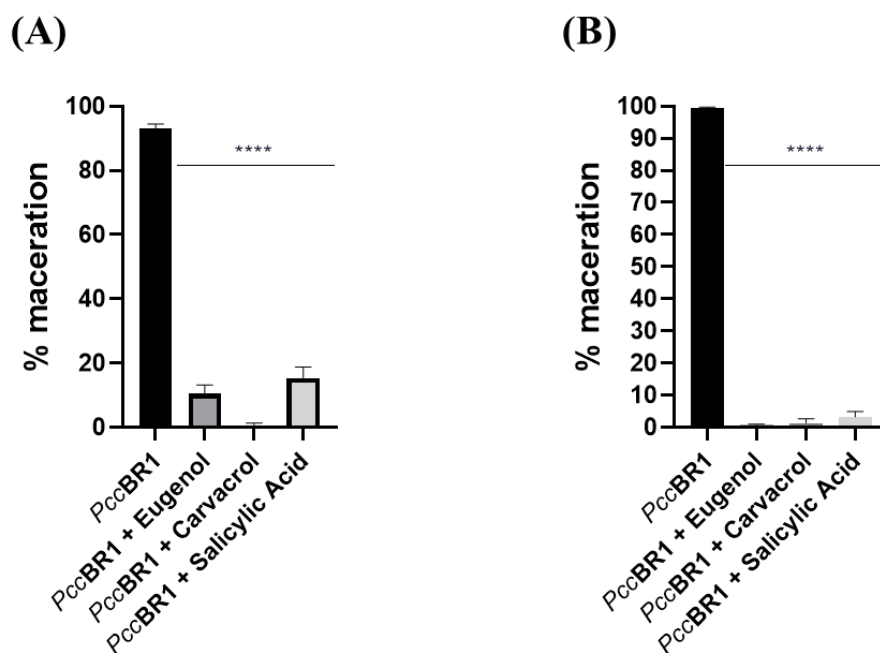 (A)
% maceration
100
80
60
40
20
0
****
PccBR1
PccBR1 + Eugenol
PccBR1 + Carvacrol
PccBR1 + Salicylic Acid
(B)
% maceration
100
90
80
70
60
50
40
30
20
10
0
****
PccBR1
PccBR1 + Eugenol
PccBR1 + Carvacrol
PccBR1 + Salicylic Acid